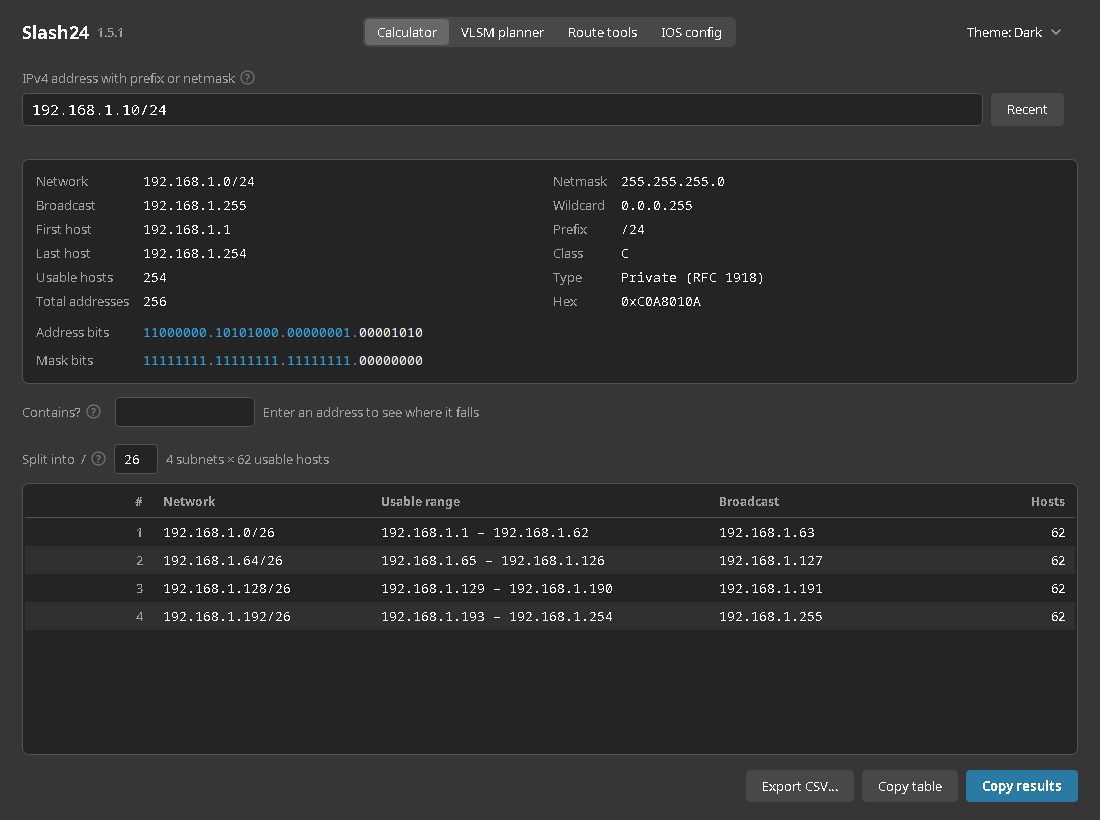 Slash24 1.5.1 Calculator VLSM planner Route tools IOS config Theme: Dark
IPv4 address with prefix or netmask ?
192.168.1.10/24 Recent
Network 192.168.1.0/24 Netmask 255.255.255.0
Broadcast 192.168.1.255 Wildcard 0.0.0.255
First host 192.168.1.1 Prefix /24
Last host 192.168.1.254 Class C
Usable hosts 254 Type Private (RFC 1918)
Total addresses 256 Hex 0xC0A8010A
Address bits 11000000.10101000.00000001.00001010
Mask bits 11111111.11111111.11111111.00000000
Contains? ? Enter an address to see where it falls
Split into / ? 26 4 subnets × 62 usable hosts
# Network Usable range Broadcast Hosts
1 192.168.1.0/26 192.168.1.1 – 192.168.1.62 192.168.1.63 62
2 192.168.1.64/26 192.168.1.65 – 192.168.1.126 192.168.1.127 62
3 192.168.1.128/26 192.168.1.129 – 192.168.1.190 192.168.1.191 62
4 192.168.1.192/26 192.168.1.193 – 192.168.1.254 192.168.1.255 62
Export CSV... Copy table Copy results